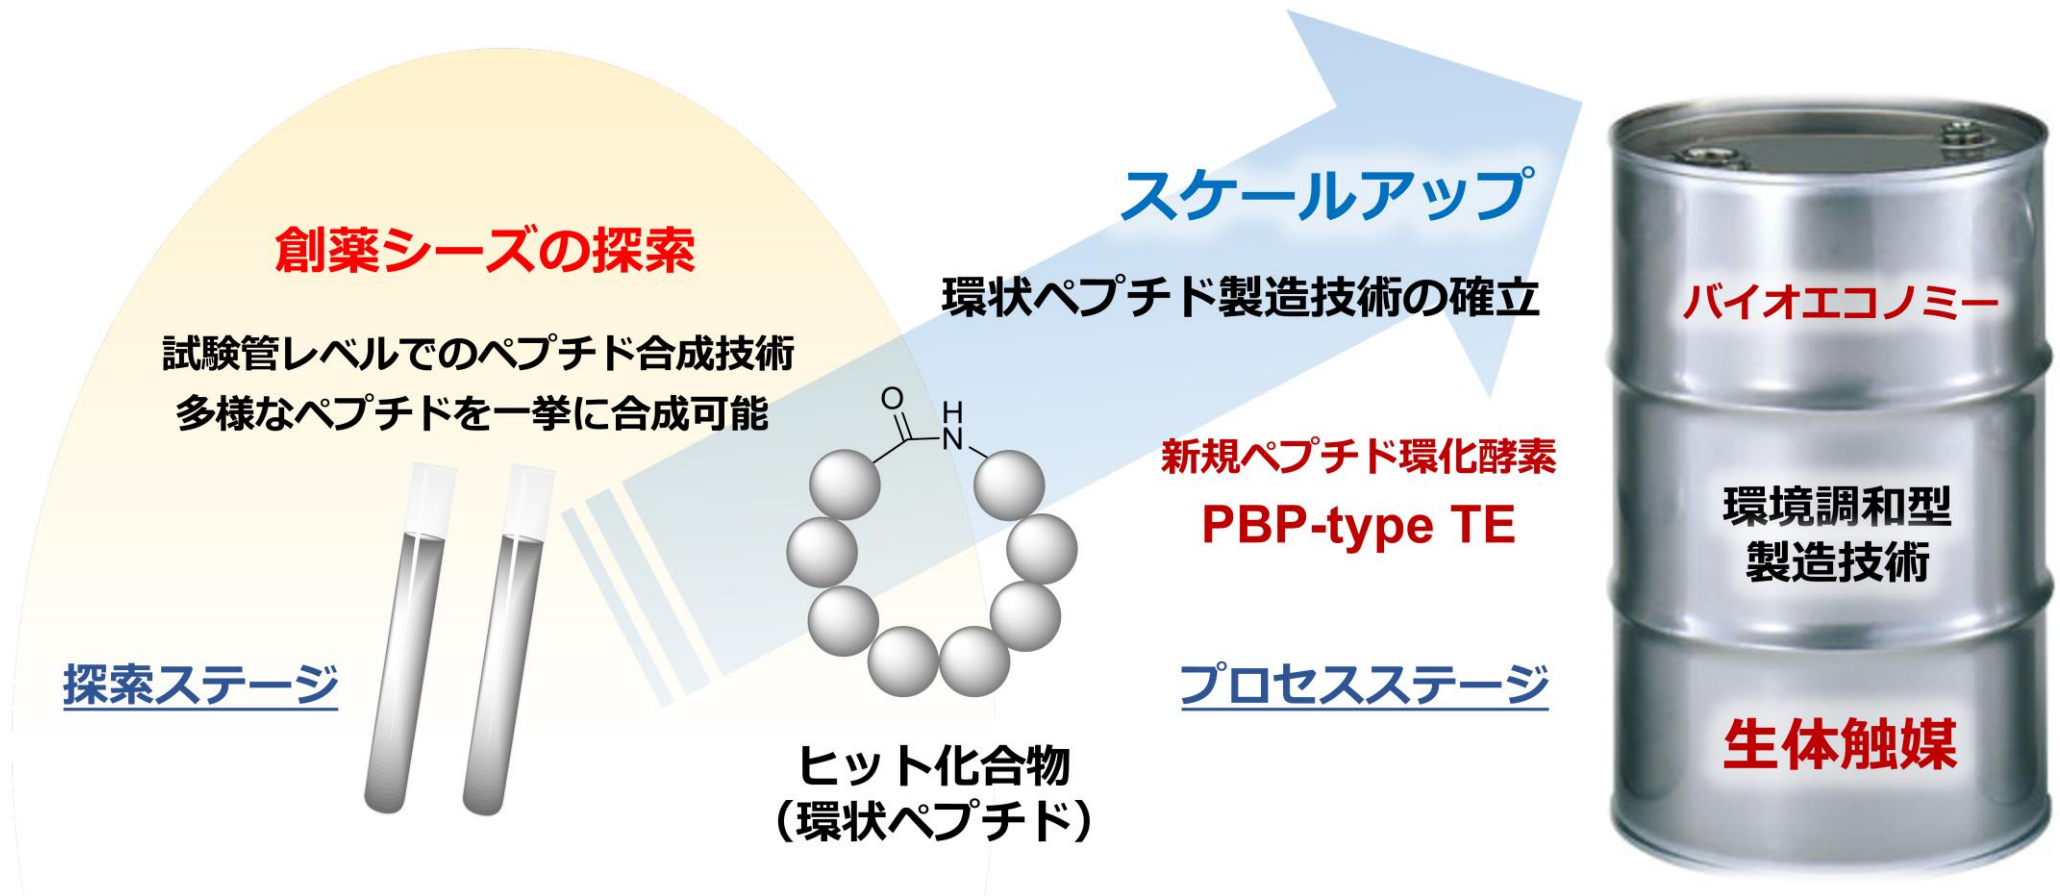 創薬シーズの探索
試験管レベルでのペプチド合成技術
多様なペプチドを一挙に合成可能
探索ステージ
O
H
N
ヒット化合物
（環状ペプチド）
スケールアップ
環状ペプチド製造技術の確立
新規ペプチド環化酵素
PBP-type TE
プロセスステージ
バイオエコノミー
環境調和型
製造技術
生体触媒